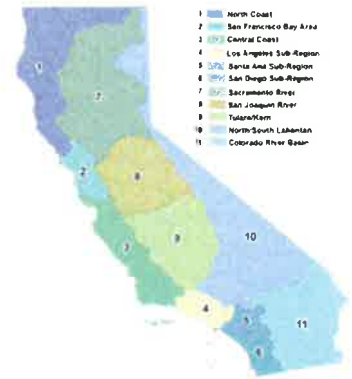 1 North Coast
2 San Francisco Bay Area
3 Central Coast
4 Los Angeles Sub-Region
5 Santa Ana Sub-Region
6 San Diego Sub-Region
7 Sacramento River
8 San Joaquin River
9 Tulare/Kern
10 North/South Lahontan
11 Colorado River Basin
1
7
2
8
3
9
10
4
5
11
6